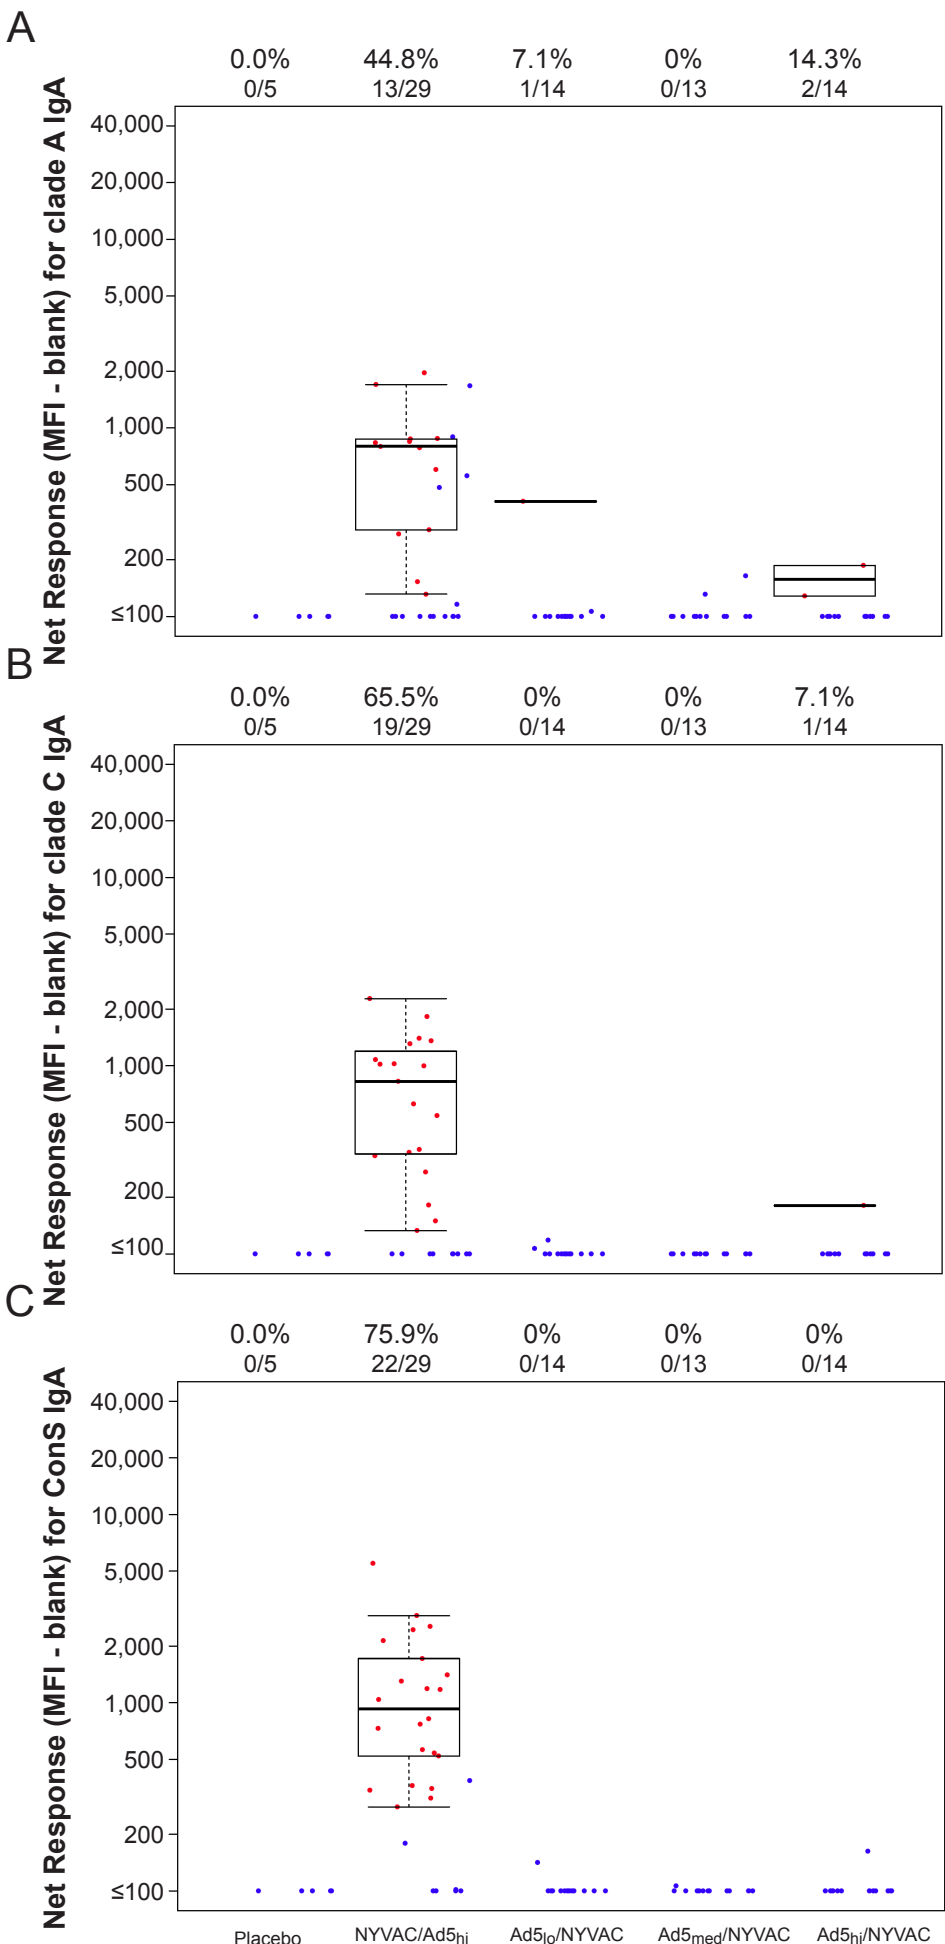 A
0.0% 44.8% 7.1% 0% 14.3%
0/5 13/29 1/14 0/13 2/14
Net Response (MFI - blank) for clade A IgA
40,000
20,000
10,000
5,000
2,000
1,000
500
200
≤100
B
0.0% 65.5% 0% 0% 7.1%
0/5 19/29 0/14 0/13 1/14
Net Response (MFI - blank) for clade C IgA
40,000
20,000
10,000
5,000
2,000
1,000
500
200
≤100
C
0.0% 75.9% 0% 0% 0%
0/5 22/29 0/14 0/13 0/14
Net Response (MFI - blank) for ConS IgA
40,000
20,000
10,000
5,000
2,000
1,000
500
200
≤100
Placebo NYVAC/Ad5hi Ad5lo/NYVAC Ad5med/NYVAC Ad5hi/NYVAC